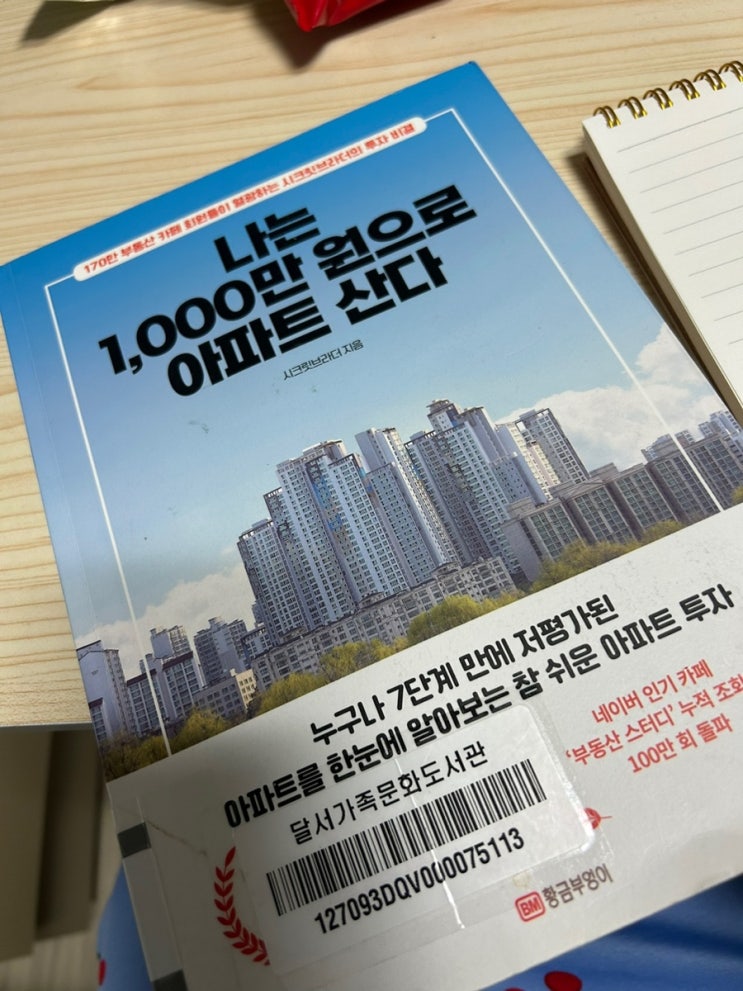 170만 부동산 카페 회원들이 열광하는 시크릿브라더의 투자 비결
나는
1,000만 원으로
아파트 산다
시크릿브라더 지음
누구나 7단계 만에 저평가된
아파트를 한눈에 알아보는 참 쉬운 아파트 투자
네이버 인기 카페
‘부동산 스터디’ 누적 조회
100만 회 돌파
달서가족문화도서관
127093DQV000075113
BM 황금부엉이